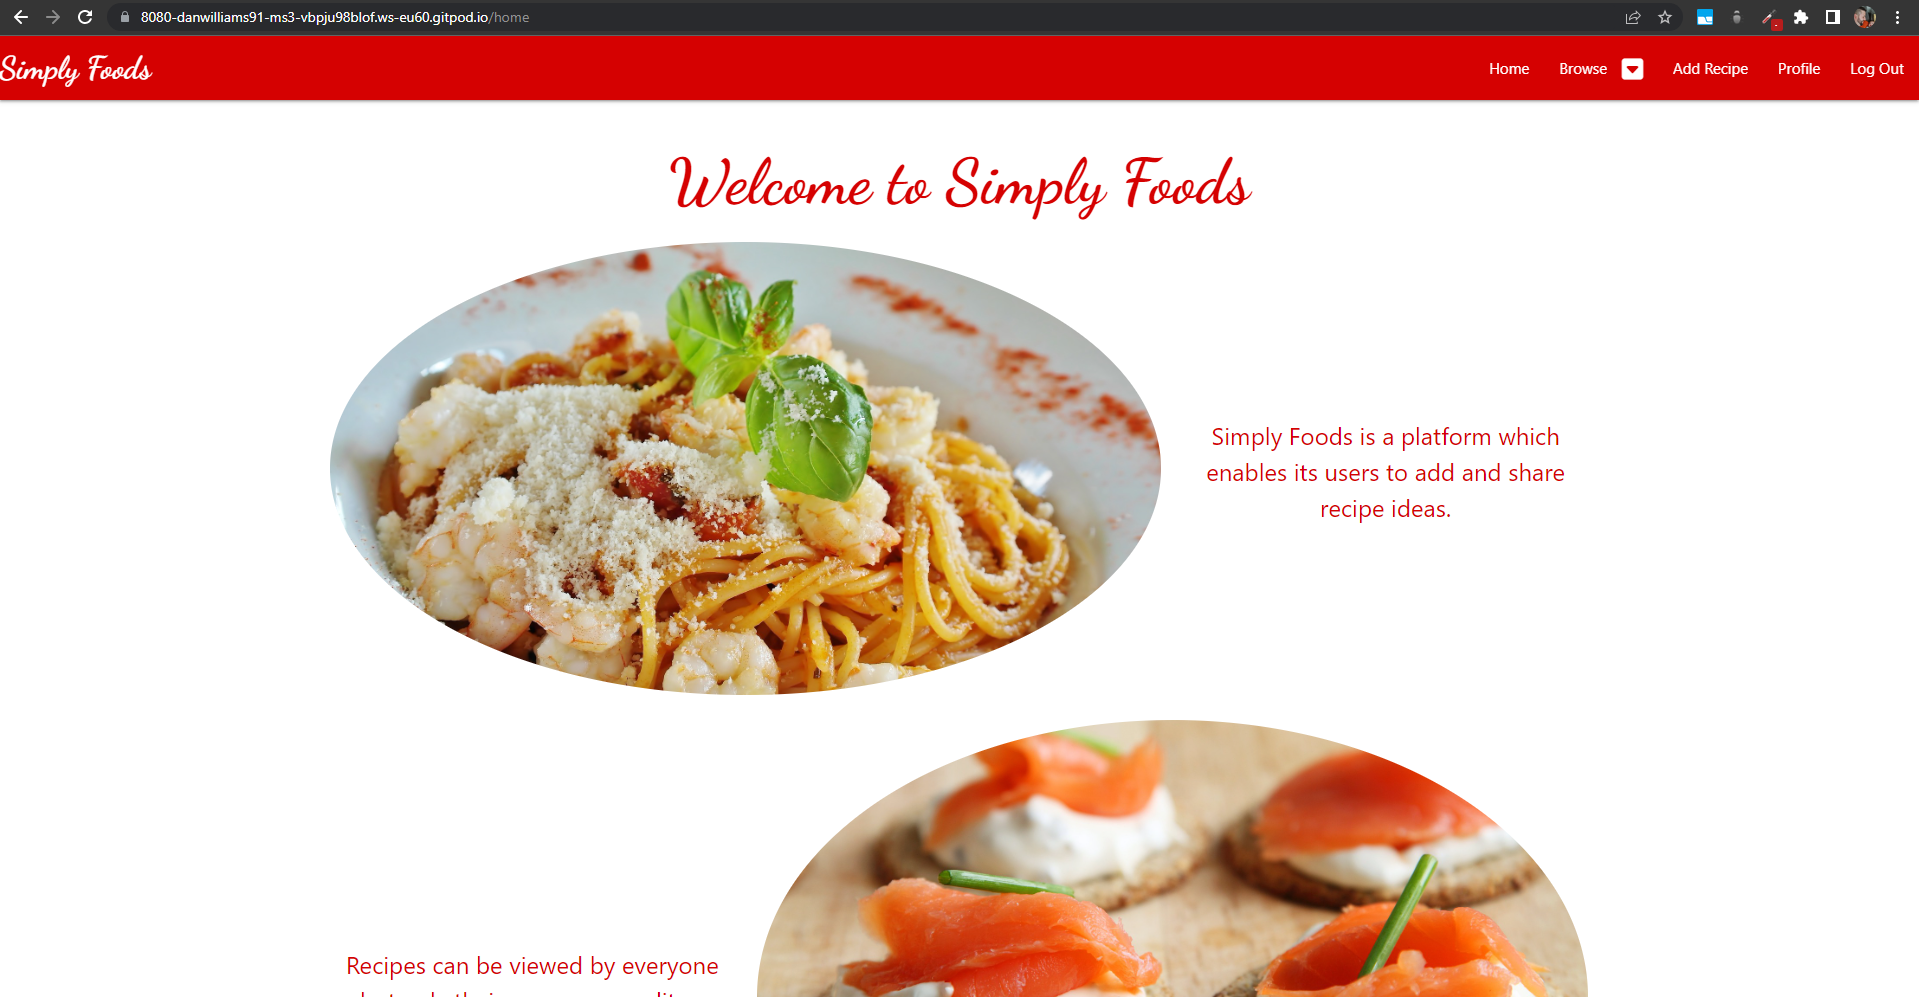 8080-danwilliams91-ms3-vbpju98blof.ws-eu60.gitpod.io/home
Simply Foods
Home Browse Add Recipe Profile Log Out
Welcome to Simply Foods
Simply Foods is a platform which
enables its users to add and share
recipe ideas.
Recipes can be viewed by everyone